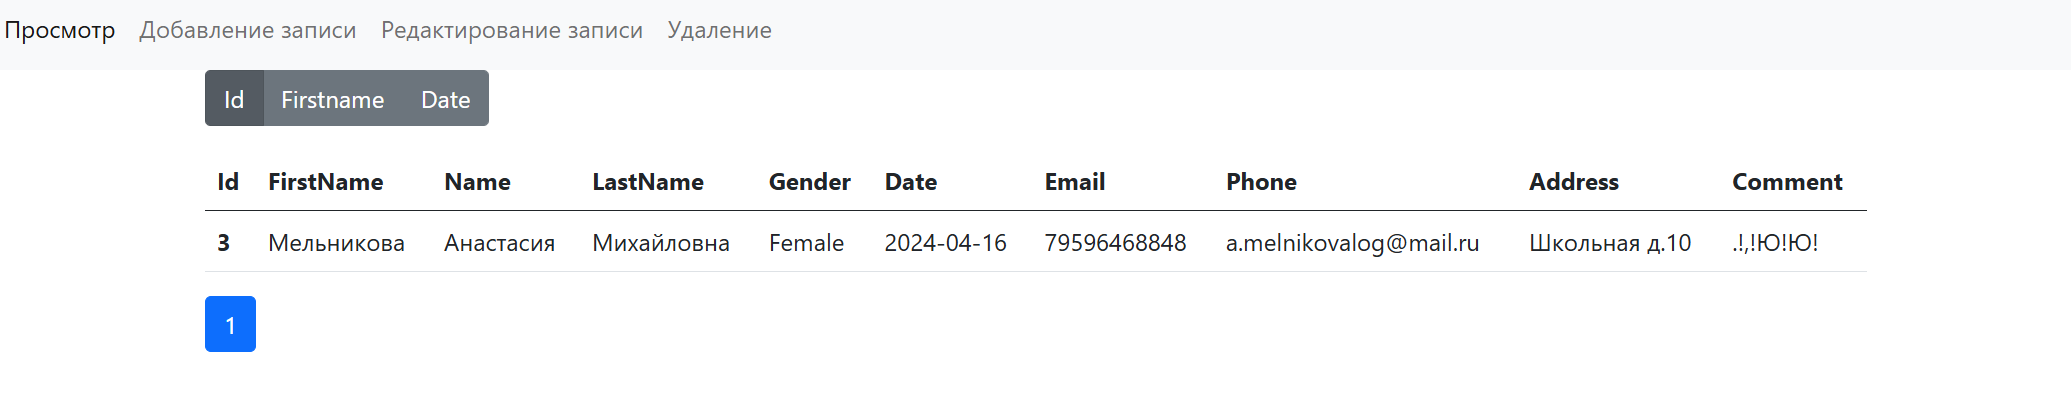 Просмотр Добавление записи Редактирование записи Удаление
Id Firstname Date
Id FirstName Name LastName Gender Date Email Phone Address Comment
3 Мельникова Анастасия Михайловна Female 2024-04-16 79596468848 a.melnikovalog@mail.ru Школьная д.10 .!,!Ю!Ю!
1